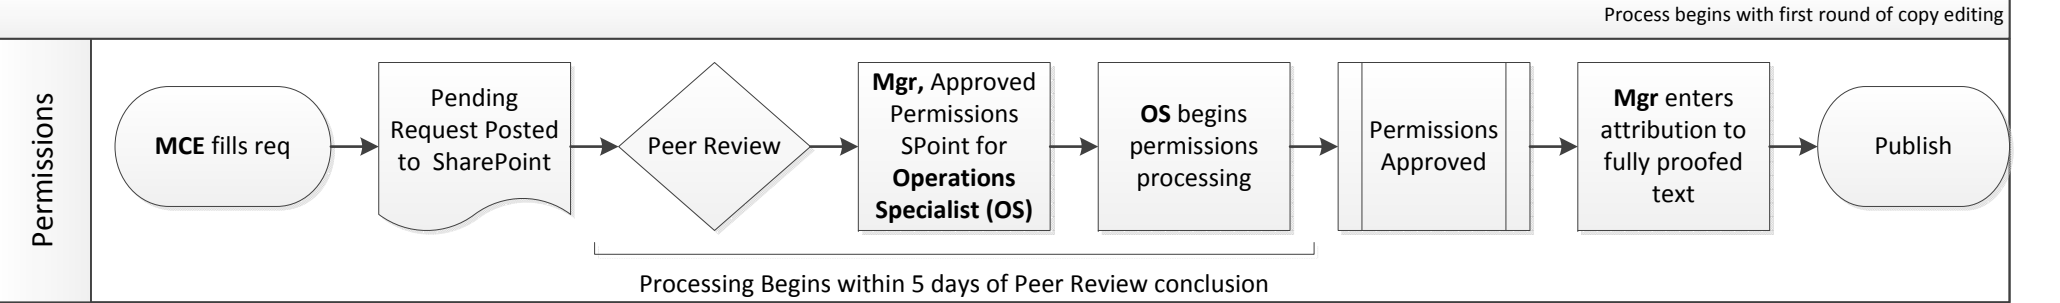 Process begins with first round of copy editing
Permissions
MCE fills req
Pending
Request Posted
to SharePoint
Peer Review
Mgr, Approved
Permissions
SPoint for
Operations
Specialist (OS)
OS begins
permissions
processing
Permissions
Approved
Mgr enters
attribution to
fully proofed
text
Publish
Processing Begins within 5 days of Peer Review conclusion